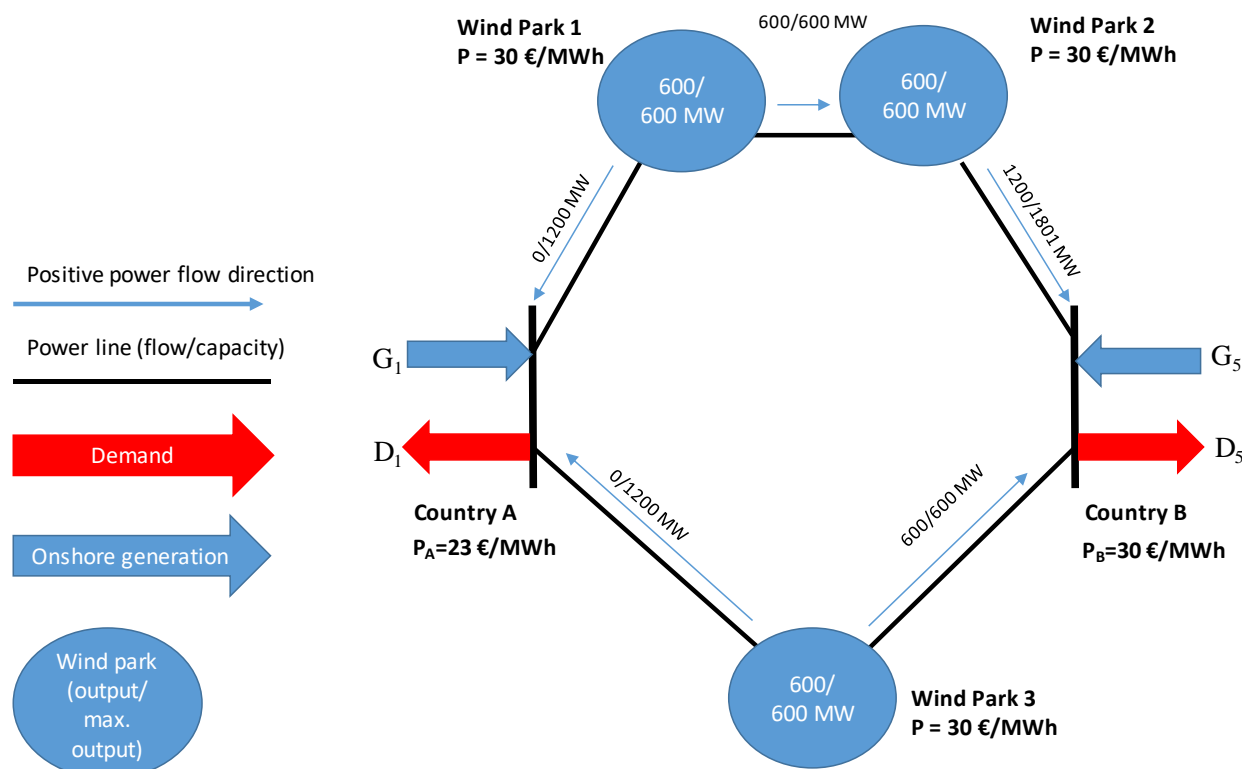 Wind Park 1
P = 30 €/MWh
600/600 MW
Wind Park 2
P = 30 €/MWh
600/
600 MW
600/
600 MW
0/1200 MW
1200/1801 MW
Positive power flow direction
Power line (flow/capacity)
Demand
Onshore generation
Wind park
(output/
max.
output)
G1
D1
Country A
PA=23 €/MWh
G5
D5
Country B
PB=30 €/MWh
0/1200 MW
600/600 MW
600/
600 MW
Wind Park 3
P = 30 €/MWh